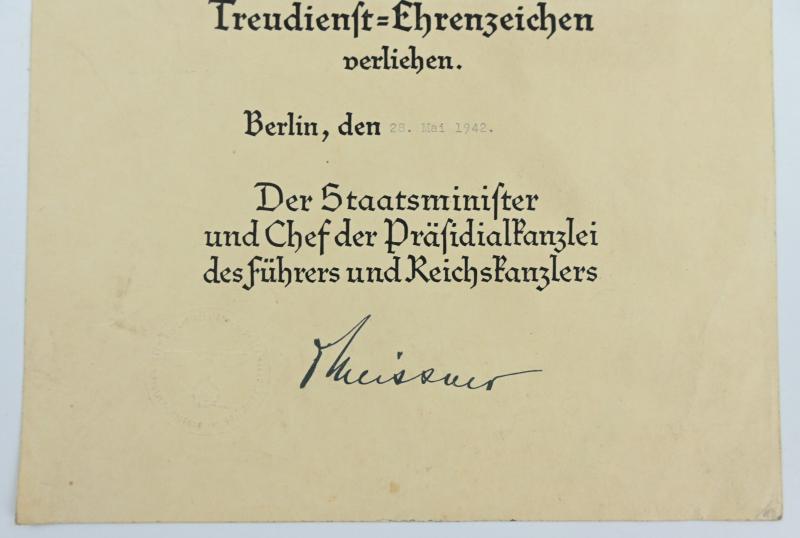 Treudienst=Ehrenzeichen
verliehen.
Berlin, den 28. Mai 1942.
Der Staatsminister
und Chef der Präsidialkanzlei
des Führers und Reichskanzlers
Meissner